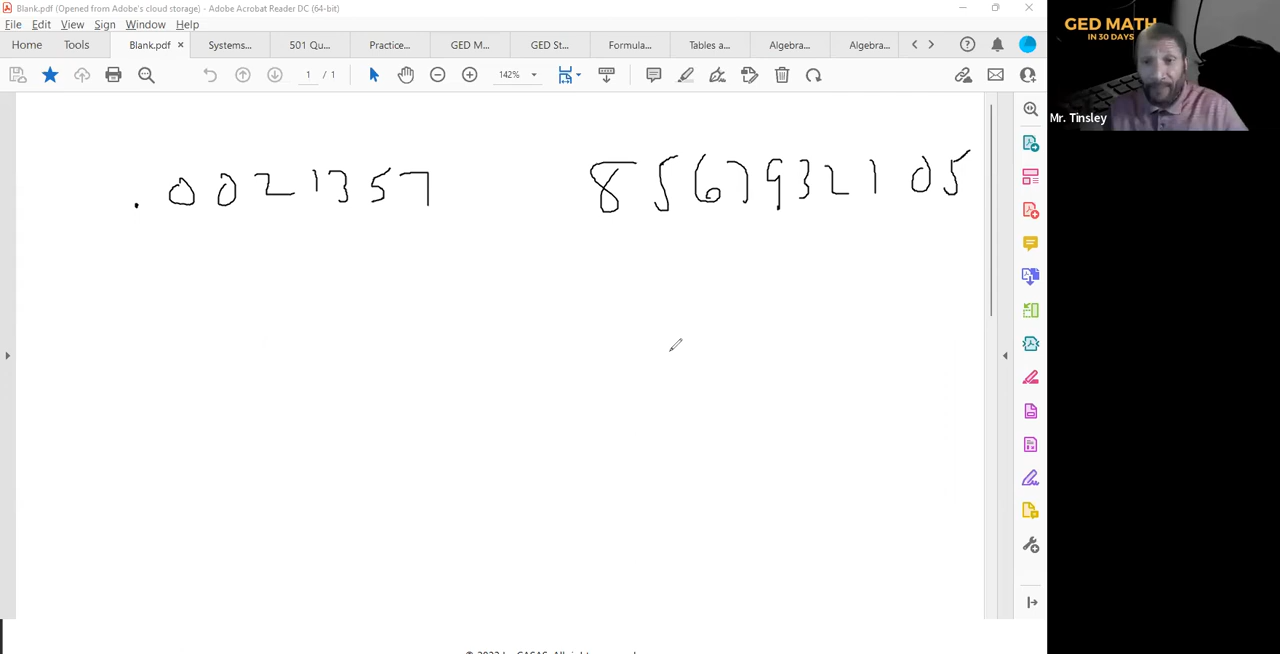 Blank.pdf (Opened from Adobe's cloud storage) - Adobe Acrobat Reader DC (64-bit)
File Edit View Sign Window Help
Home Tools Blank.pdf × Systems... 501 Qu... Practice... GED M... GED St... Formula... Tables a... Algebra... Algebra...
1 / 1 142%
GED MATH
IN 30 DAYS
Mr. Tinsley
.0021357 85679321 05